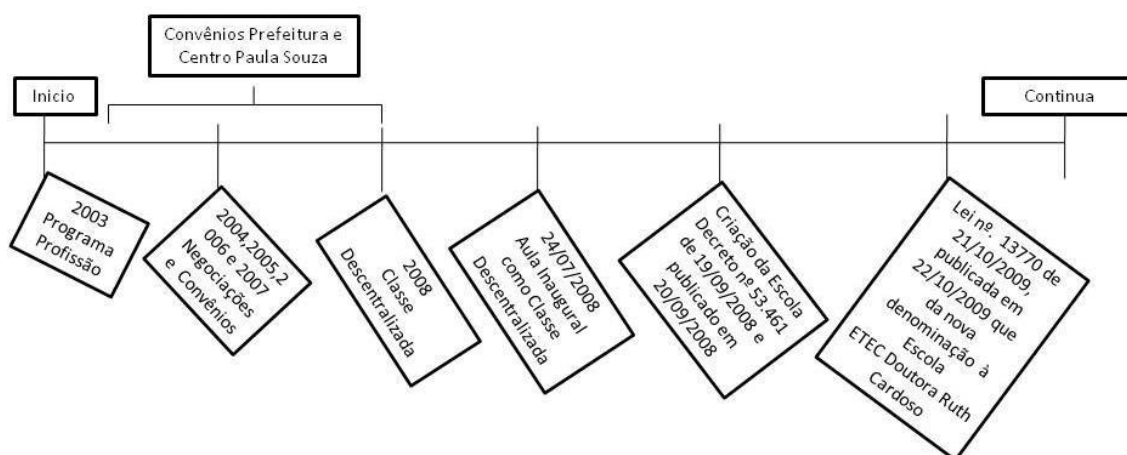 Convênios Prefeitura e
Centro Paula Souza
Inicio
Continua
2003
Programa
Profissão
2004,2005,2
006 e 2007
Negociações
e Convênios
2008
Classe
Descentralizada
24/07/2008
Aula Inaugural
como Classe
Descentralizada
Criação da Escola
Decreto nº 53.461
de 19/09/2008 e
publicado em
20/09/2008
Lei nº. 13770 de
21/10/2009,
publicada em
22/10/2009 que
da nova
denominação à
Escola
ETEC Doutora Ruth
Cardoso